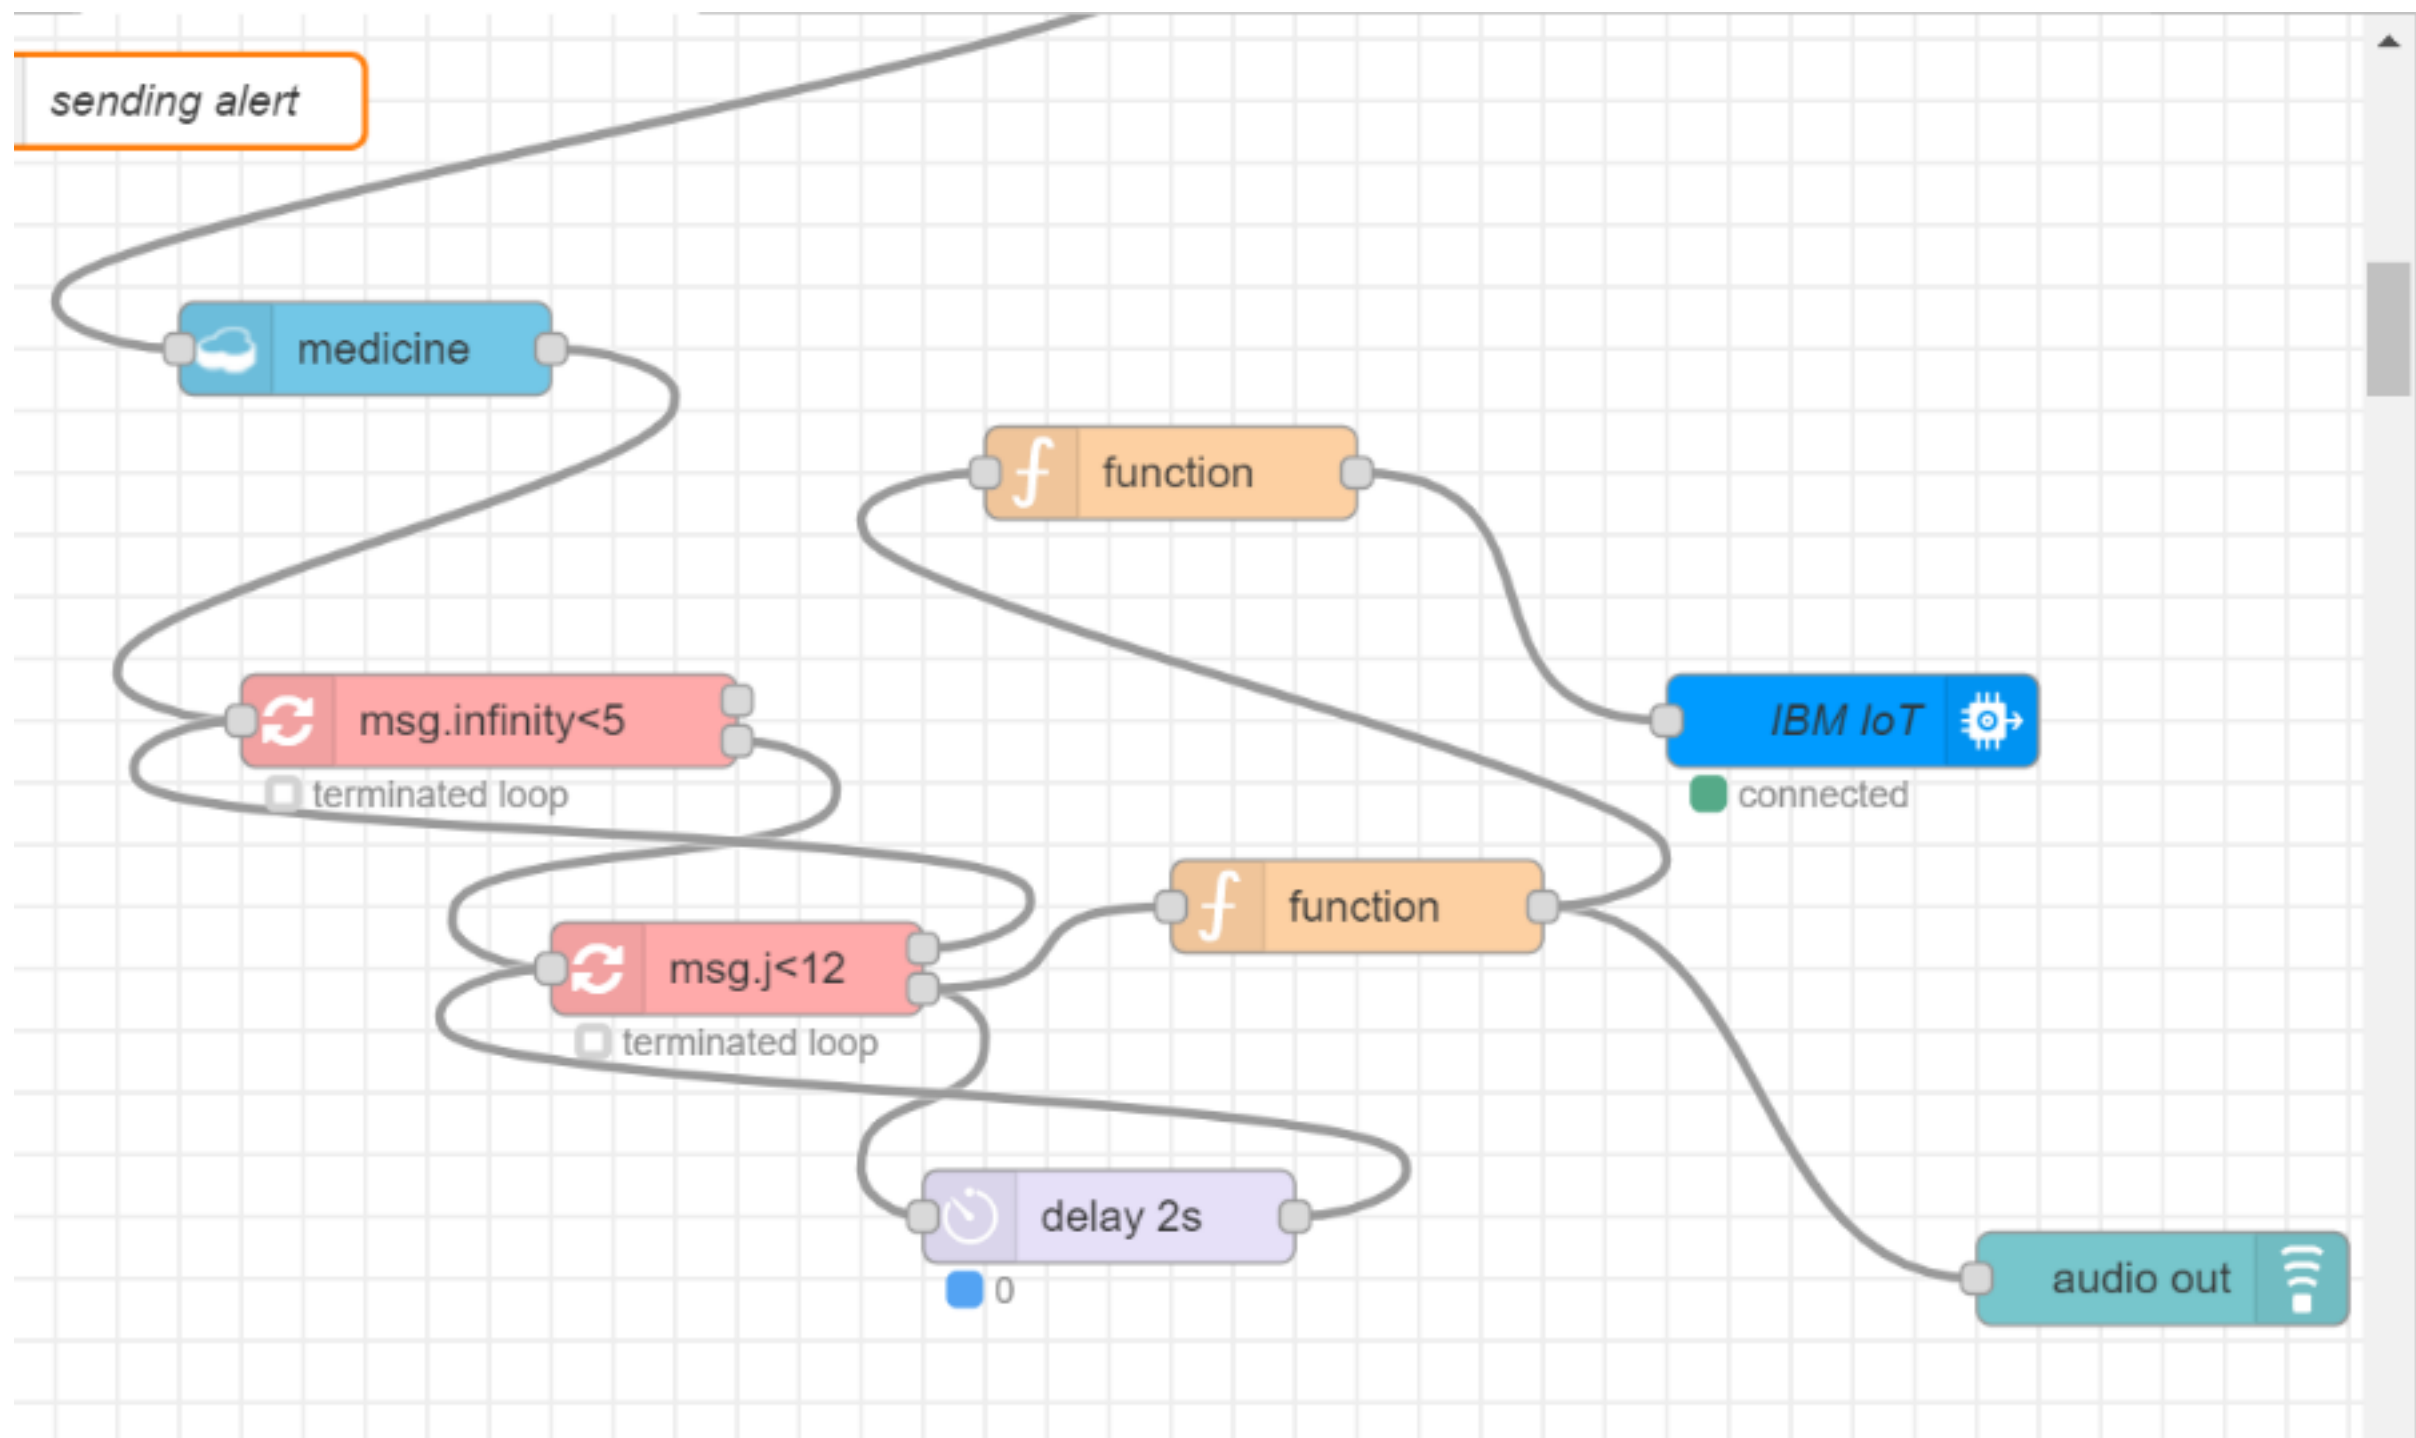 sending alert
medicine
function
msg.infinity<5
terminated loop
IBM IoT
connected
function
msg.j<12
terminated loop
delay 2s
0
audio out